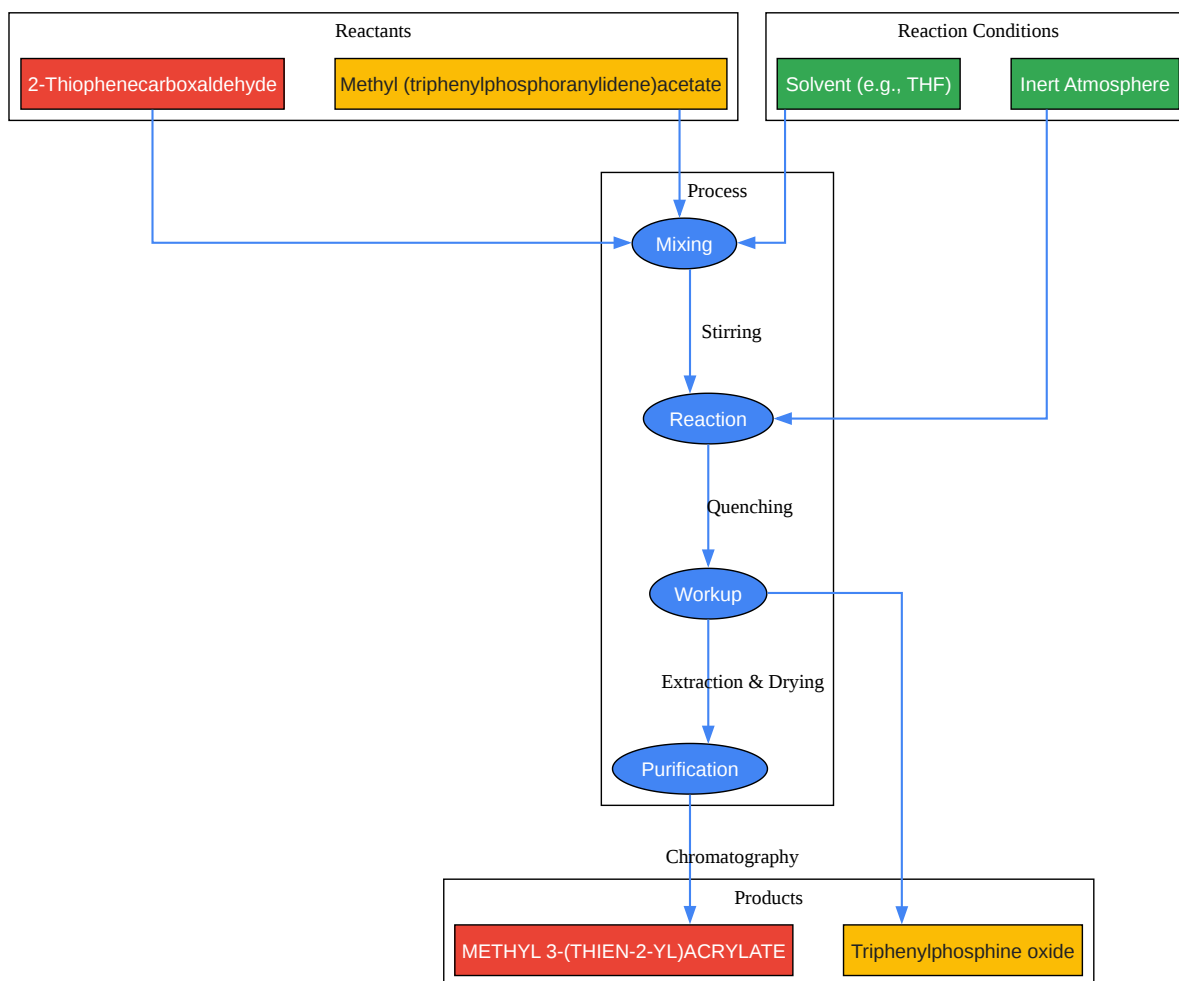 Reactants
Reaction Conditions
2-Thiophenecarboxaldehyde
Methyl (triphenylphosphoranylidene)acetate
Solvent (e.g., THF)
Inert Atmosphere
Process
Mixing
Stirring
Reaction
Quenching
Workup
Extraction & Drying
Purification
Chromatography
Products
METHYL 3-(THIEN-2-YL)ACRYLATE
Triphenylphosphine oxide